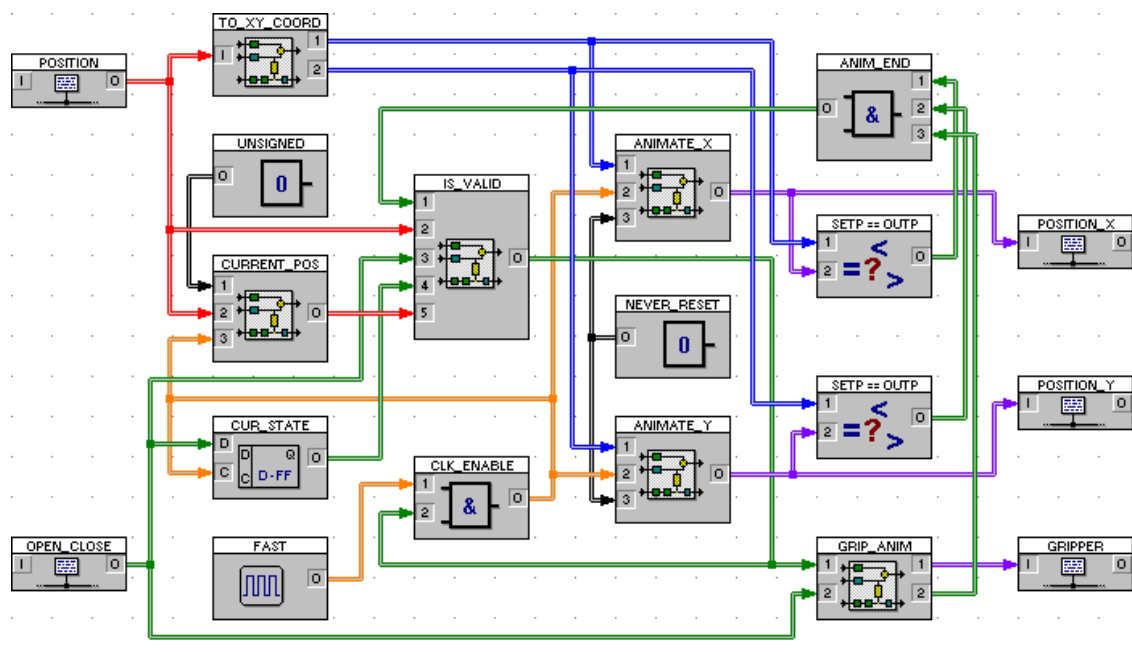 TO_XY_COORD
I
1
2
POSITION
I
O
ANIM_END
O
&
1
2
3
UNSIGNED
O
0
ANIMATE_X
1
2
3
O
IS_VALID
1
2
3
4
5
O
SETP == OUTP
1
2
< = ? >
O
POSITION_X
I
O
CURRENT_POS
1
2
3
O
NEVER_RESET
O
0
SETP == OUTP
1
2
< = ? >
O
POSITION_Y
I
O
CUR_STATE
D
C
D
Q
C
D-FF
O
CLK_ENABLE
1
2
&
O
ANIMATE_Y
1
2
3
O
OPEN_CLOSE
I
O
FAST
O
GRIP_ANIM
1
2
1
2
GRIPPER
I
O